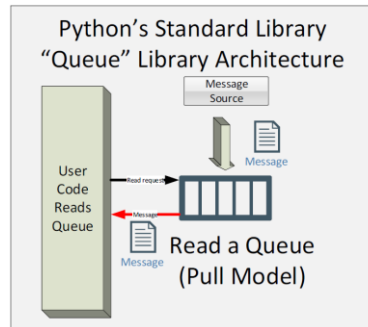 Python's Standard Library
“Queue” Library Architecture
Message
Source
Message
User
Code
Reads
Queue
Read request
Message
Message
Read a Queue
(Pull Model)